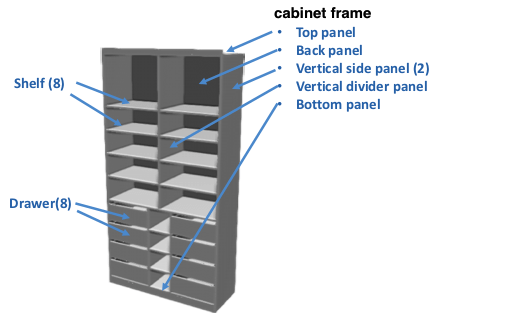 cabinet frame
• Top panel
• Back panel
• Vertical side panel (2)
• Vertical divider panel
• Bottom panel
Shelf (8)
Drawer(8)